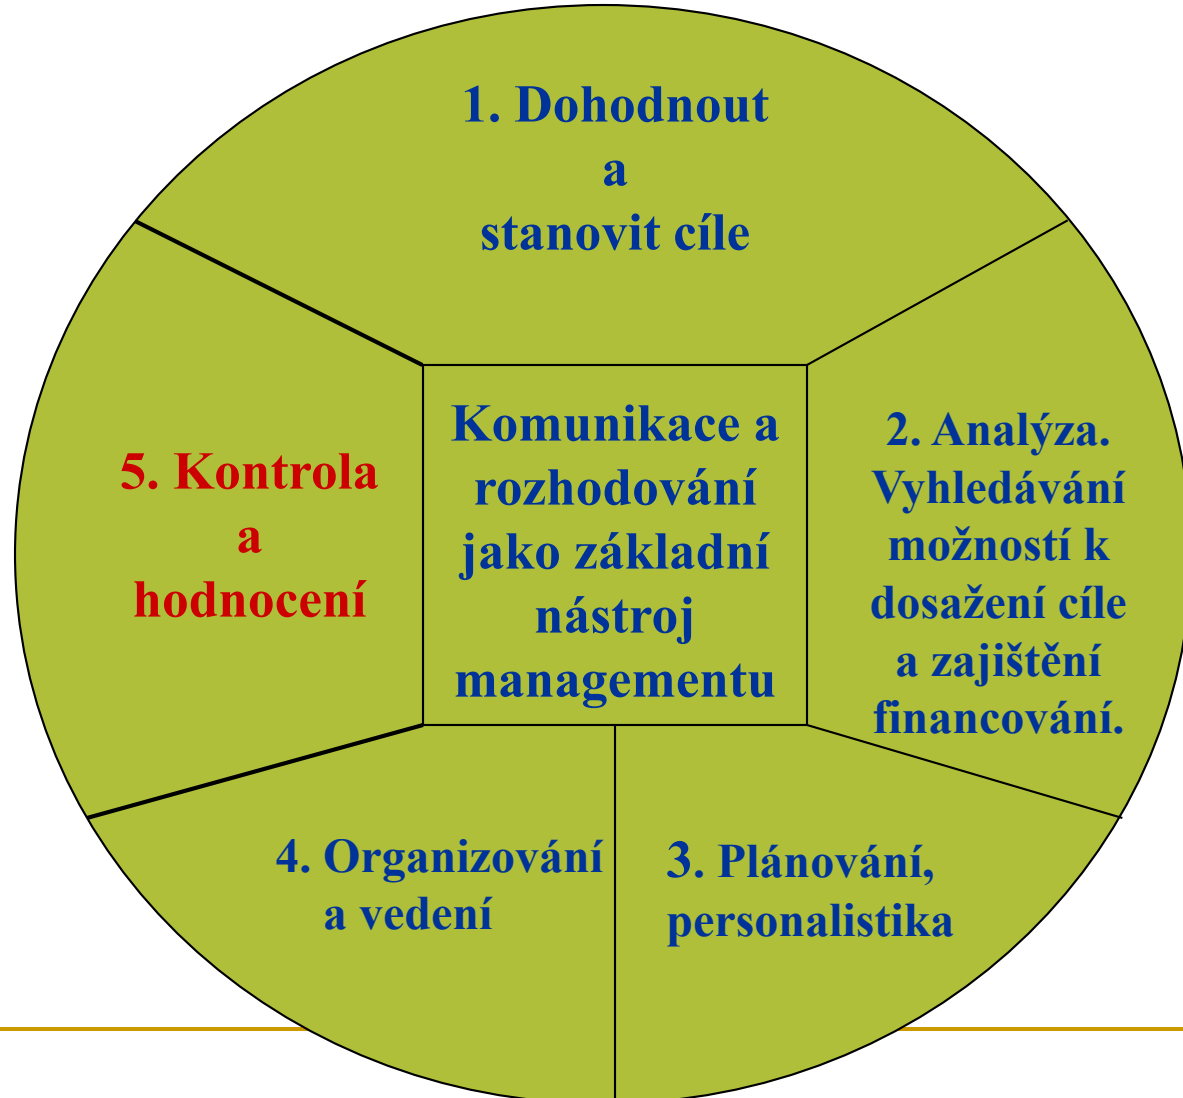 1. Dohodnout
a
stanovit cíle
Komunikace a
rozhodování
jako základní
nástroj
managementu
2. Analýza.
Vyhledávání
možností k
dosažení cíle
a zajištění
financování.
3. Plánování,
personalistika
4. Organizování
a vedení
5. Kontrola
a
hodnocení